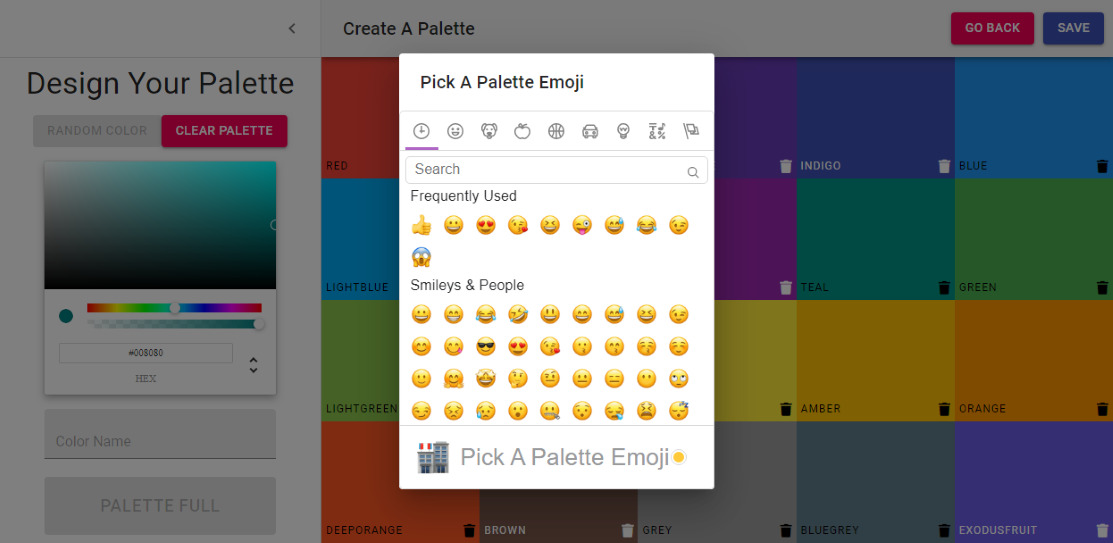 Create A Palette
GO BACK
SAVE
Design Your Palette
RANDOM COLOR
CLEAR PALETTE
#008080
HEX
Color Name
PALETTE FULL
Pick A Palette Emoji
Search
Frequently Used
Smileys & People
Pick A Palette Emoji
RED
INDIGO
BLUE
LIGHTBLUE
TEAL
GREEN
LIGHTGREEN
AMBER
ORANGE
DEEPORANGE
BROWN
GREY
BLUEGREY
EXODUSFRUIT